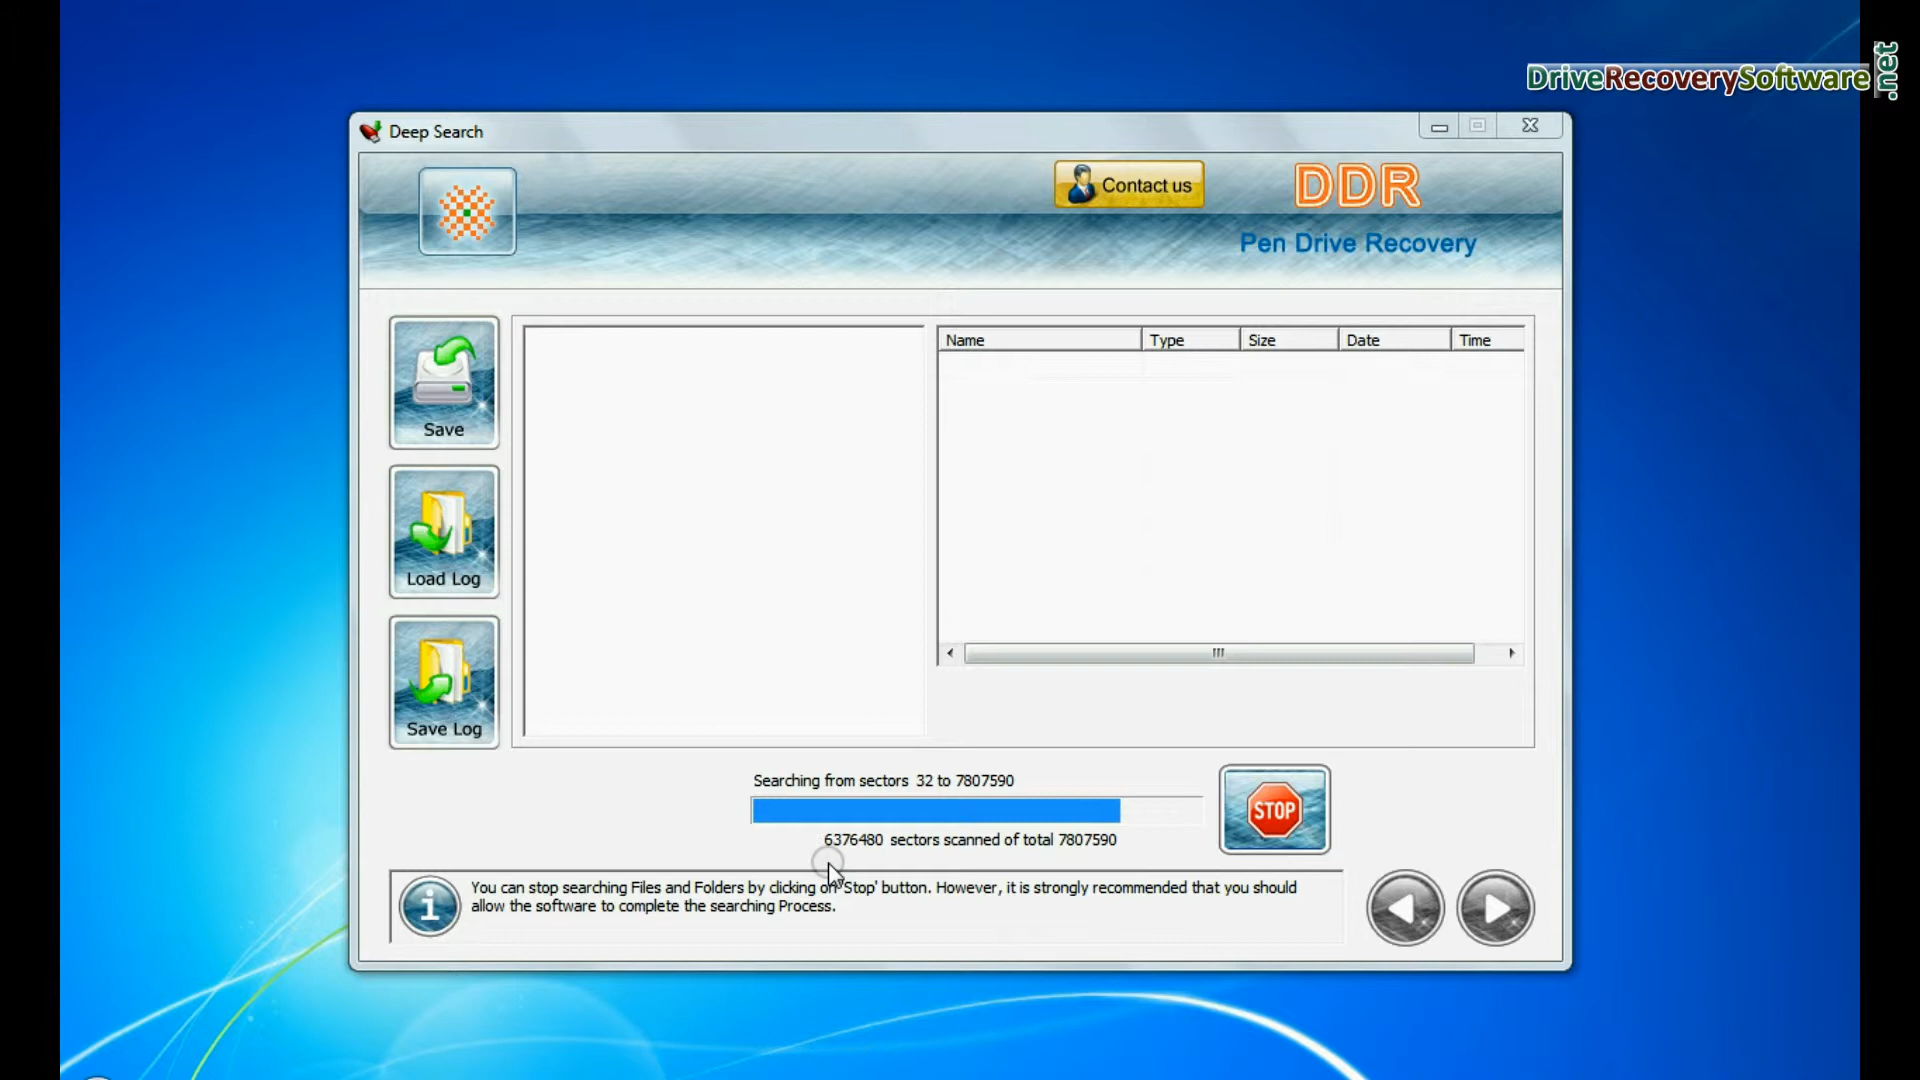 DriveRecoverySoftware.net
Deep Search
Contact us
DDR
Pen Drive Recovery
Save
Load Log
Save Log
Name Type Size Date Time
Searching from sectors 32 to 7807590
6376480 sectors scanned of total 7807590
STOP
You can stop searching Files and Folders by clicking on 'Stop' button. However, it is strongly recommended that you should
allow the software to complete the searching Process.